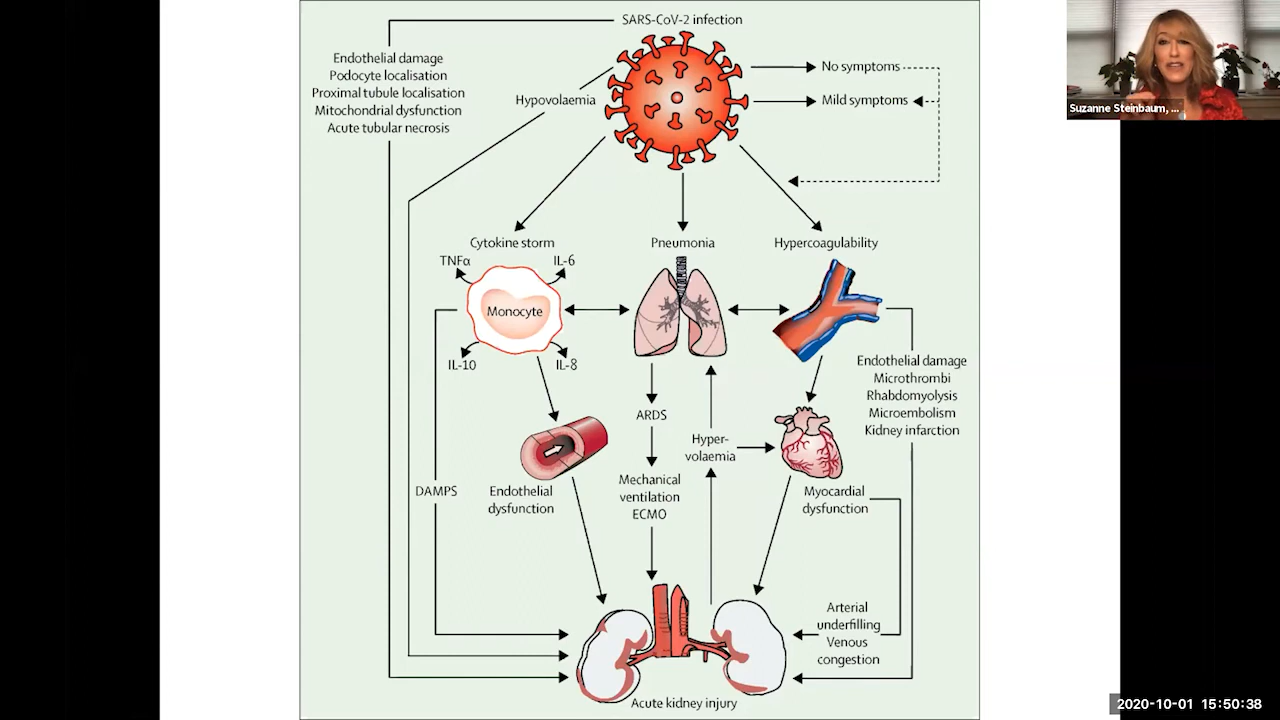 SARS-CoV-2 infection
Endothelial damage
Podocyte localisation
Proximal tubule localisation
Mitochondrial dysfunction
Acute tubular necrosis
Hypovolaemia
No symptoms
Mild symptoms
Suzanne Steinbaum, ...
Cytokine storm
TNFα
IL-6
Monocyte
IL-10
IL-8
Pneumonia
Hypercoagulability
Endothelial damage
Microthrombi
Rhabdomyolysis
Microembolism
Kidney infarction
ARDS
Hyper-
volaemia
Mechanical
ventilation
ECMO
DAMPS
Endothelial
dysfunction
Myocardial
dysfunction
Arterial
underfilling
Venous
congestion
Acute kidney injury
2020-10-01 15:50:38